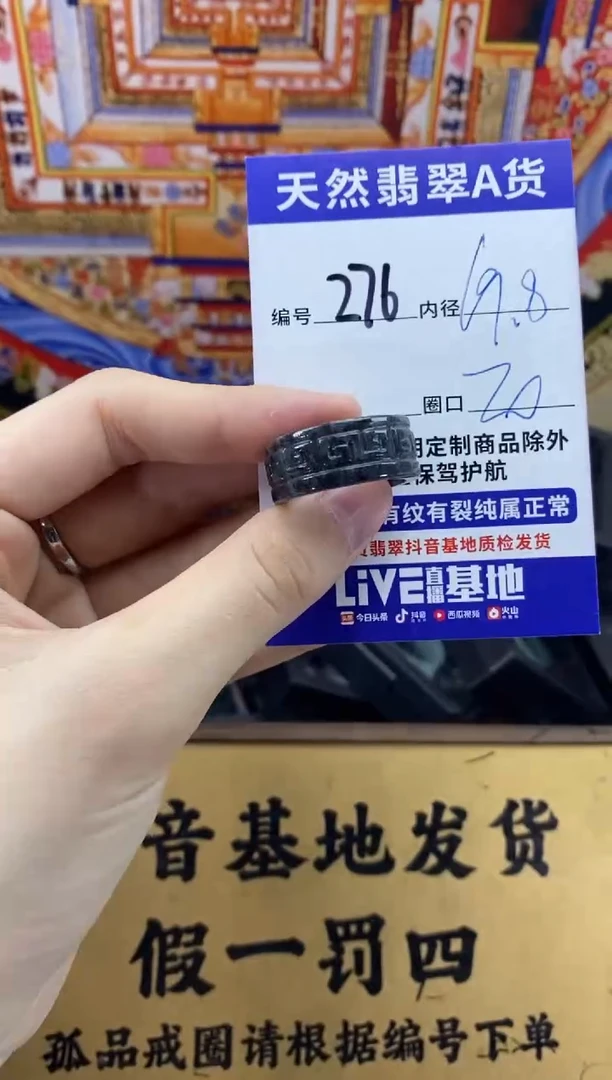 天然翡翠A货
编号 276 内径 19.8
圈口 20
定制商品除外
保驾护航
有纹有裂纯属正常
翡翠抖音基地质检发货
LiVE直播基地
今日头条 抖音 西瓜视频 火山
音基地发货
假一罚四
孤品戒圈请根据编号下单